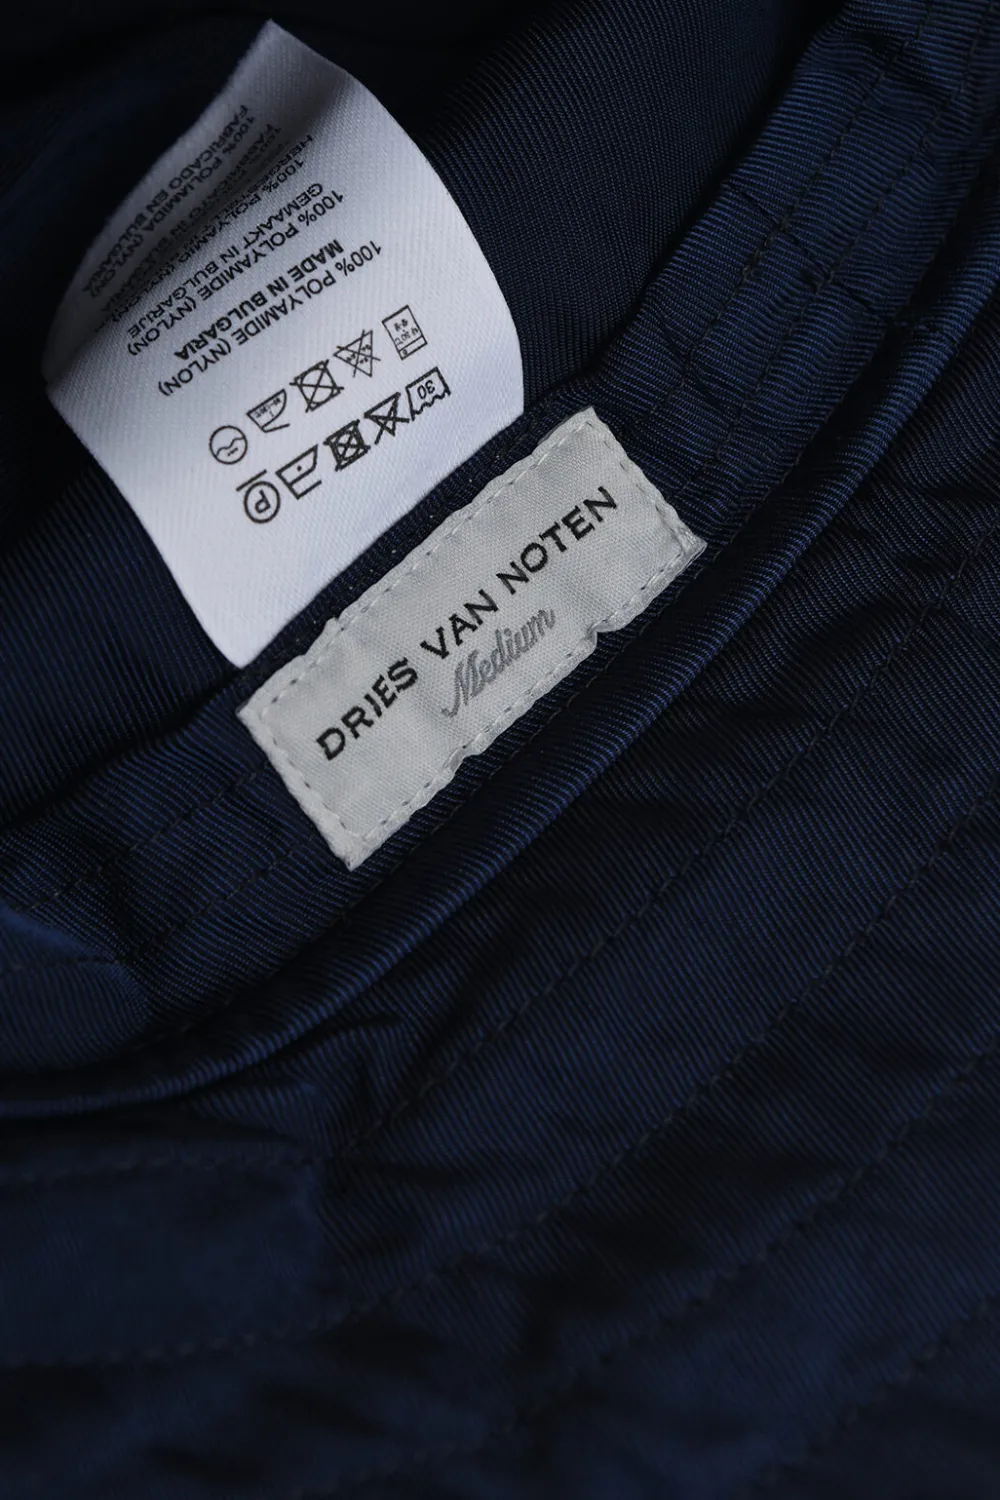 DRIES VAN NOTEN
Medium
30
P
100% POLYAMIDE (NYLON)
MADE IN BULGARIA
100% POLYAMIDE (NYLON)
GEMAAKT IN BULGARIJE
100% POLYAMID (NYLON)
100% POLIAMIDA (NYLON)
FABRICADO EN BULGARIA